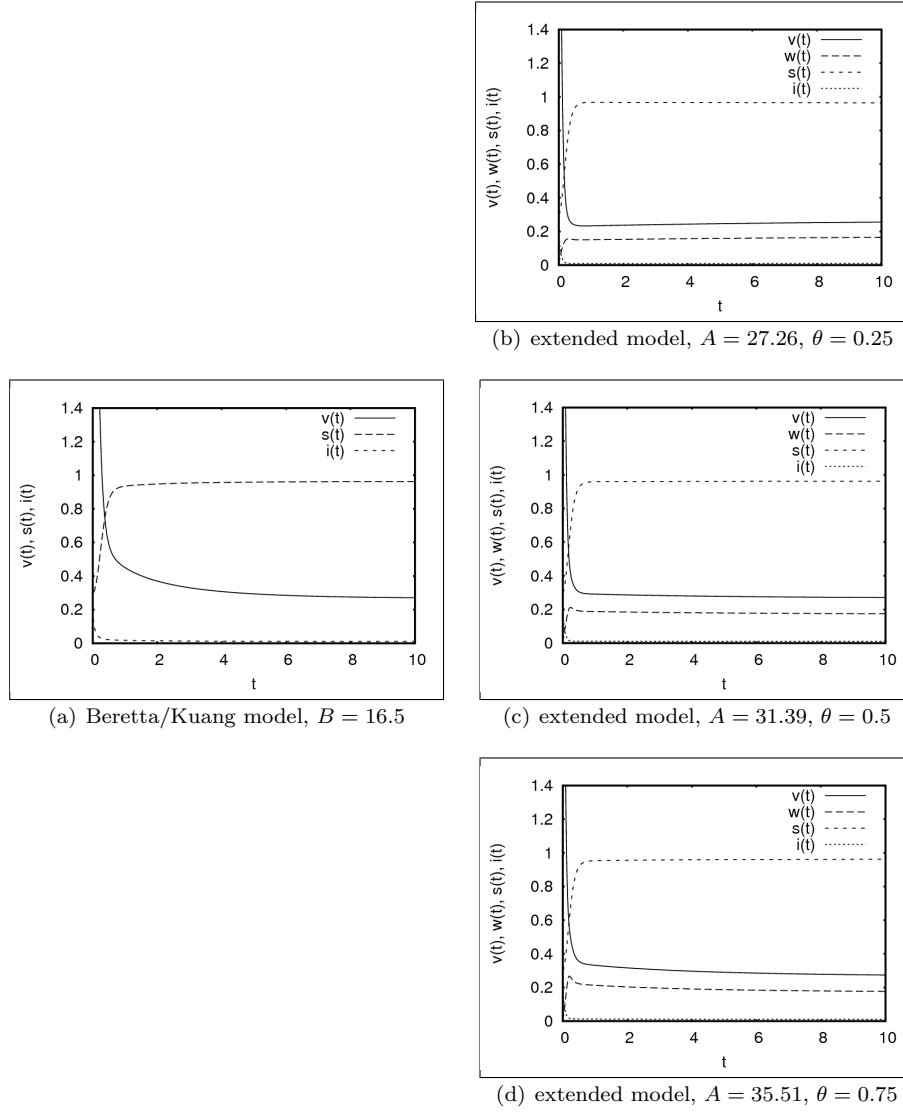 1.4
1.2
1
0.8
0.6
0.4
0.2
0
v(t), w(t), s(t), i(t)
v(t)
w(t)
s(t)
i(t)
0 2 4 6 8 10
t
(b) extended model, A = 27.26, θ = 0.25
1.4
1.2
1
0.8
0.6
0.4
0.2
0
v(t), s(t), i(t)
v(t)
s(t)
i(t)
0 2 4 6 8 10
t
(a) Beretta/Kuang model, B = 16.5
1.4
1.2
1
0.8
0.6
0.4
0.2
0
v(t), w(t), s(t), i(t)
v(t)
w(t)
s(t)
i(t)
0 2 4 6 8 10
t
(c) extended model, A = 31.39, θ = 0.5
1.4
1.2
1
0.8
0.6
0.4
0.2
0
v(t), w(t), s(t), i(t)
v(t)
w(t)
s(t)
i(t)
0 2 4 6 8 10
t
(d) extended model, A = 35.51, θ = 0.75